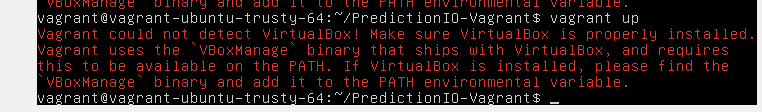 `VBoxManage` binary and add it to the PATH environmental variable.
vagrant@vagrant-ubuntu-trusty-64:~/PredictionIO-Vagrant$ vagrant up
Vagrant could not detect VirtualBox! Make sure VirtualBox is properly installed.
Vagrant uses the `VBoxManage` binary that ships with VirtualBox, and requires
this to be available on the PATH. If VirtualBox is installed, please find the
`VBoxManage` binary and add it to the PATH environmental variable.
vagrant@vagrant-ubuntu-trusty-64:~/PredictionIO-Vagrant$ _